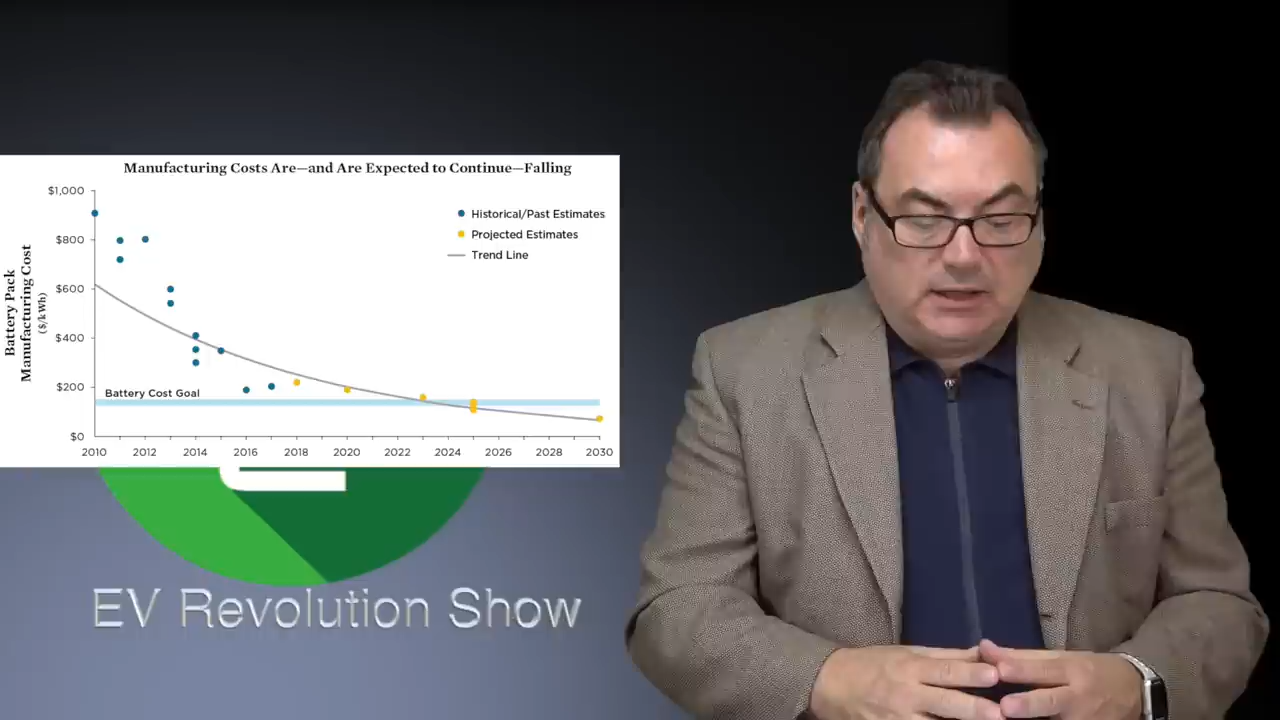 Manufacturing Costs Are—and Are Expected to Continue—Falling
Battery Pack
Manufacturing Cost
($/kWh)
$1,000
$800
$600
$400
$200
$0
Historical/Past Estimates
Projected Estimates
Trend Line
Battery Cost Goal
2010 2012 2014 2016 2018 2020 2022 2024 2026 2028 2030
EV Revolution Show